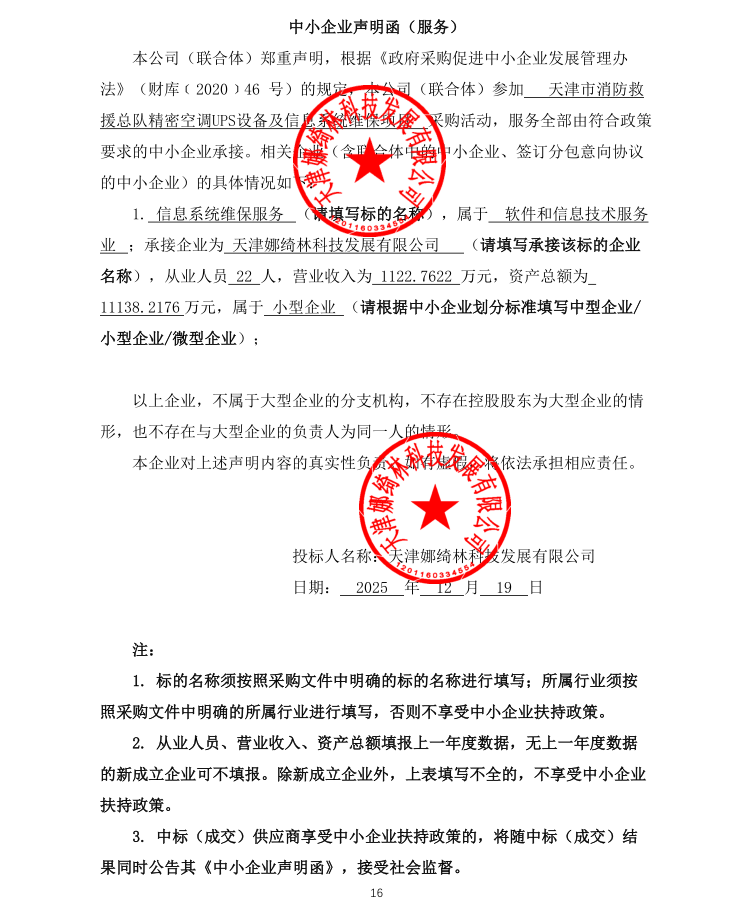 中小企业声明函（服务）
本公司（联合体）郑重声明，根据《政府采购促进中小企业发展管理办
法》（财库﹝2020﹞46 号）的规定，本公司（联合体）参加 天津市消防救
援总队精密空调UPS设备及信息系统维保项目 采购活动，服务全部由符合政策
要求的中小企业承接。相关企业（含联合体中的中小企业、签订分包意向协议
的中小企业）的具体情况如下：
1. 信息系统维保服务 （请填写标的名称），属于 软件和信息技术服务
业 ；承接企业为 天津娜绮林科技发展有限公司 （请填写承接该标的企业
名称），从业人员 22 人，营业收入为 1122.7622 万元，资产总额为
11138.2176 万元，属于 小型企业 （请根据中小企业划分标准填写中型企业/
小型企业/微型企业）；
以上企业，不属于大型企业的分支机构，不存在控股股东为大型企业的情
形，也不存在与大型企业的负责人为同一人的情形。
本企业对上述声明内容的真实性负责。如有虚假，将依法承担相应责任。
投标人名称：天津娜绮林科技发展有限公司
日期： 2025 年 12 月 19 日
天津娜绮林科技发展有限公司
1201160334554
天津娜绮林科技发展有限公司
1201160334554
注：
1. 标的名称须按照采购文件中明确的标的名称进行填写；所属行业须按
照采购文件中明确的所属行业进行填写，否则不享受中小企业扶持政策。
2. 从业人员、营业收入、资产总额填报上一年度数据，无上一年度数据
的新成立企业可不填报。除新成立企业外，上表填写不全的，不享受中小企业
扶持政策。
3. 中标（成交）供应商享受中小企业扶持政策的，将随中标（成交）结
果同时公告其《中小企业声明函》，接受社会监督。
16